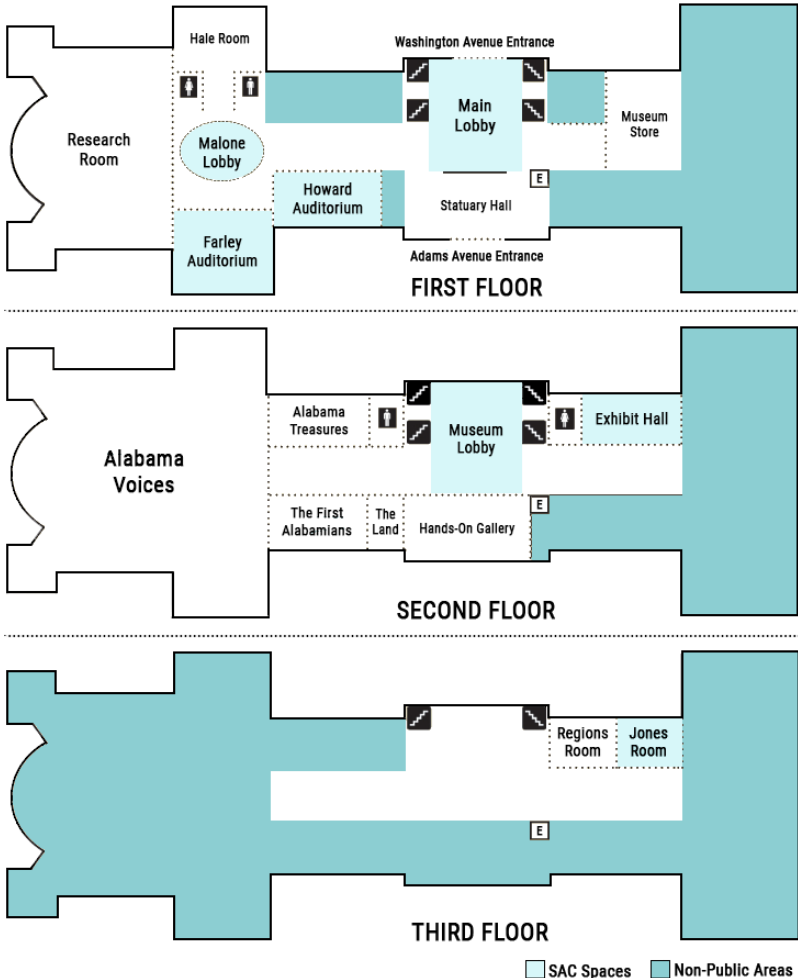 Hale Room
Washington Avenue Entrance
Research
Room
Malone
Lobby
Main
Lobby
Museum
Store
Howard
Auditorium
E
Statuary Hall
Farley
Auditorium
Adams Avenue Entrance
FIRST FLOOR
Alabama
Treasures
Museum
Lobby
Exhibit Hall
Alabama
Voices
The First
Alabamians
The
Land
Hands-On Gallery
E
SECOND FLOOR
Regions
Room
Jones
Room
E
THIRD FLOOR
SAC Spaces
Non-Public Areas